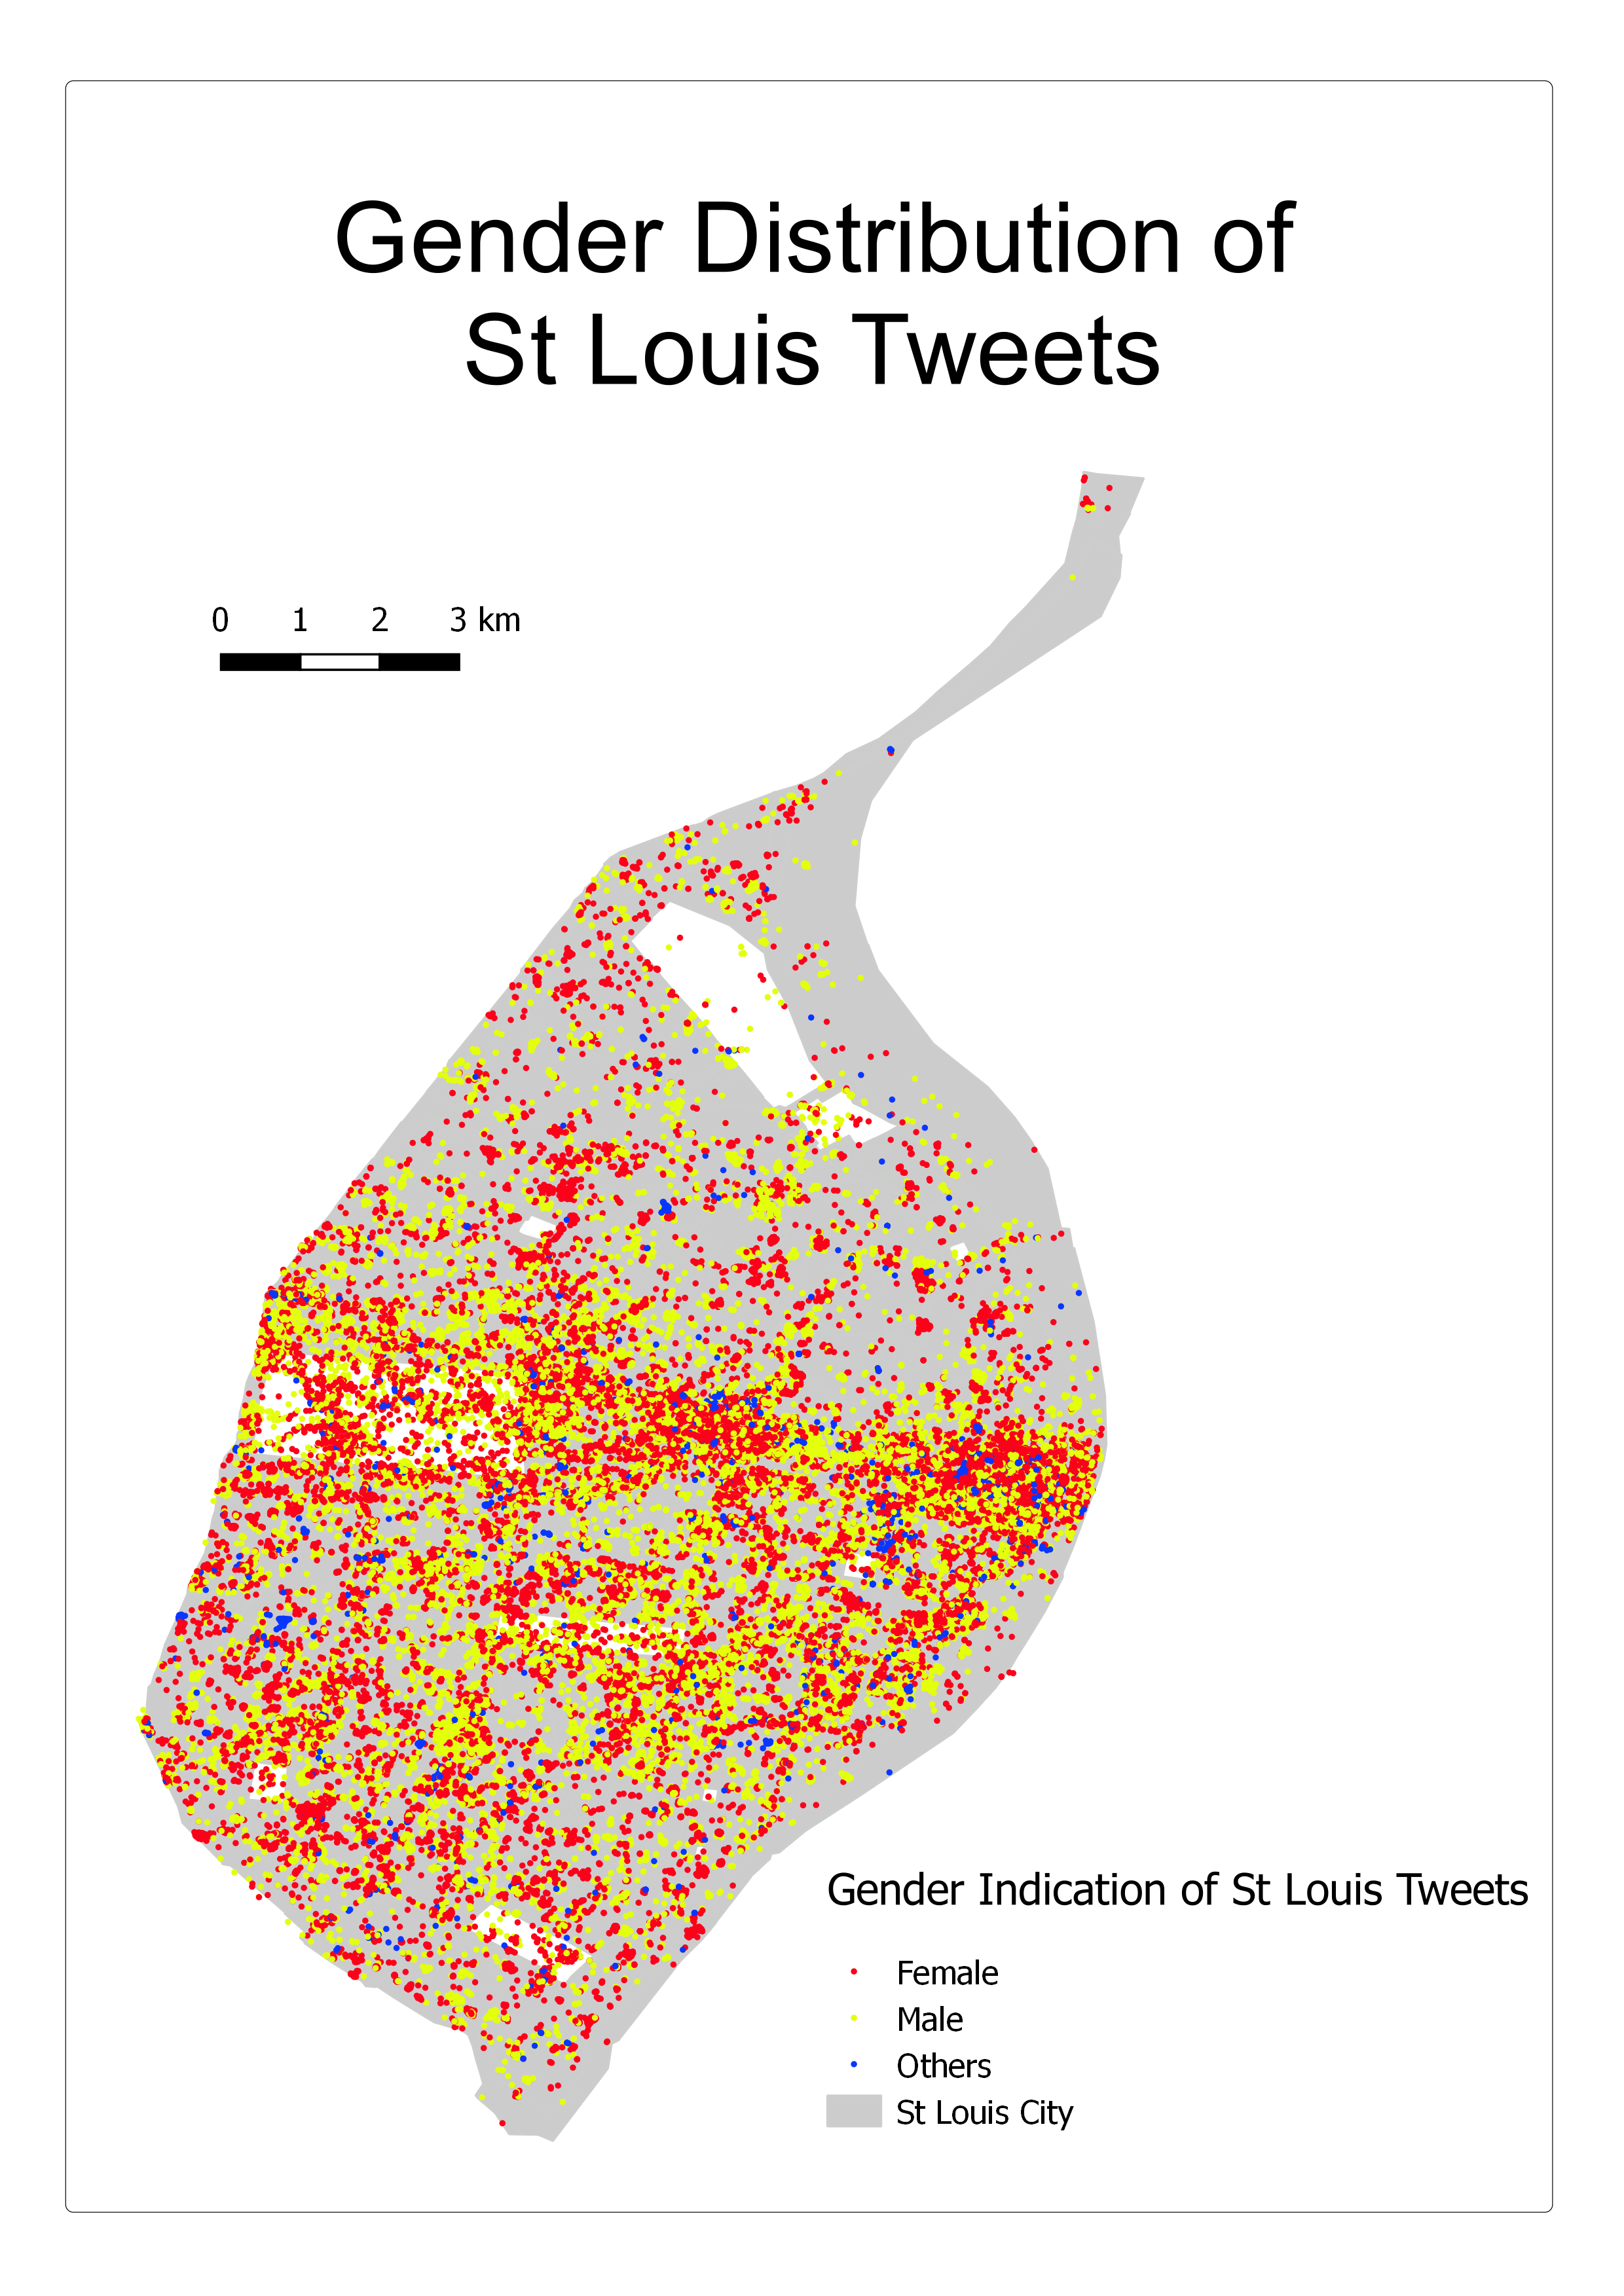 Gender Distribution of
St Louis Tweets
0 1 2 3 km
Gender Indication of St Louis Tweets
Female
Male
Others
St Louis City